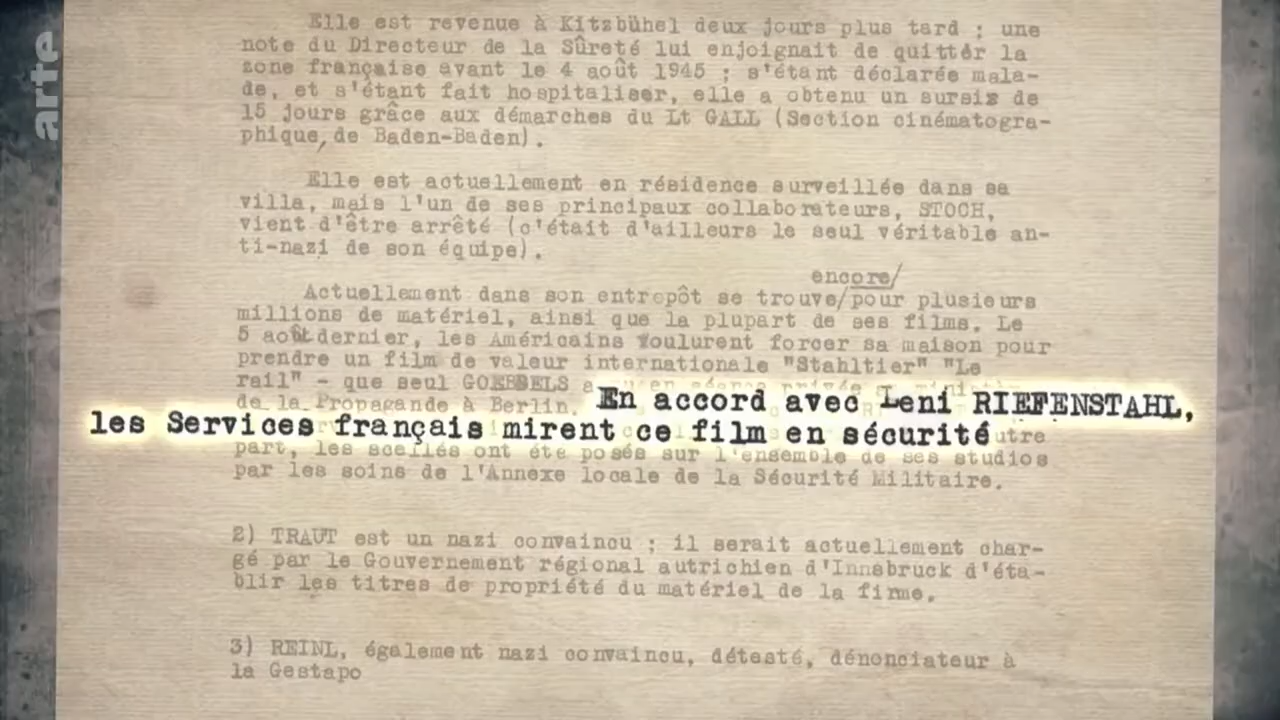 arte
Elle est revenue à Kitzbühel deux jours plus tard ; une
note du Directeur de la Sûreté lui enjoignait de quitter la
zone française avant le 4 août 1945 ; s'étant déclarée mala-
de, et s'étant fait hospitaliser, elle a obtenu un sursis de
15 jours grâce aux démarches du Lt GALL (Section cinématogra-
phique, de Baden-Baden).
Elle est actuellement en résidence surveillée dans sa
villa, mais l'un de ses principaux collaborateurs, STOCH,
vient d'être arrêté (c'était d'ailleurs le seul véritable an-
ti-nazi de son équipe).
encore/
Actuellement dans son entrepôt se trouve/pour plusieurs
millions de matériel, ainsi que la plupart de ses films. Le
5 août dernier, les Américains voulurent forcer sa maison pour
prendre un film de valeur internationale "Stahltier" "Le
rail" - que seul GOEBBELS a
de la Propagande à Berlin.
En accord avec Leni RIEFENSTAHL,
les Services français mirent ce film en sécurité
utre
part, les scellés ont été posés sur l'ensemble de ses studios
par les soins de l'Annexe locale de la Sécurité Militaire.
2) TRAUT est un nazi convaincu ; il serait actuellement char-
gé par le Gouvernement régional autrichien d'Innsbruck d'éta-
blir les titres de propriété du matériel de la firme.
3) REINL, également nazi convaincu, détesté, dénonciateur à
la Gestapo